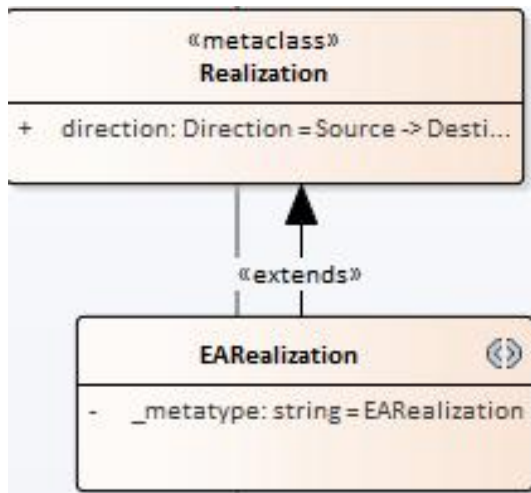 «metaclass»
Realization
+ direction: Direction = Source -> Desti...
«extends»
EARealization
- _metatype: string = EARealization